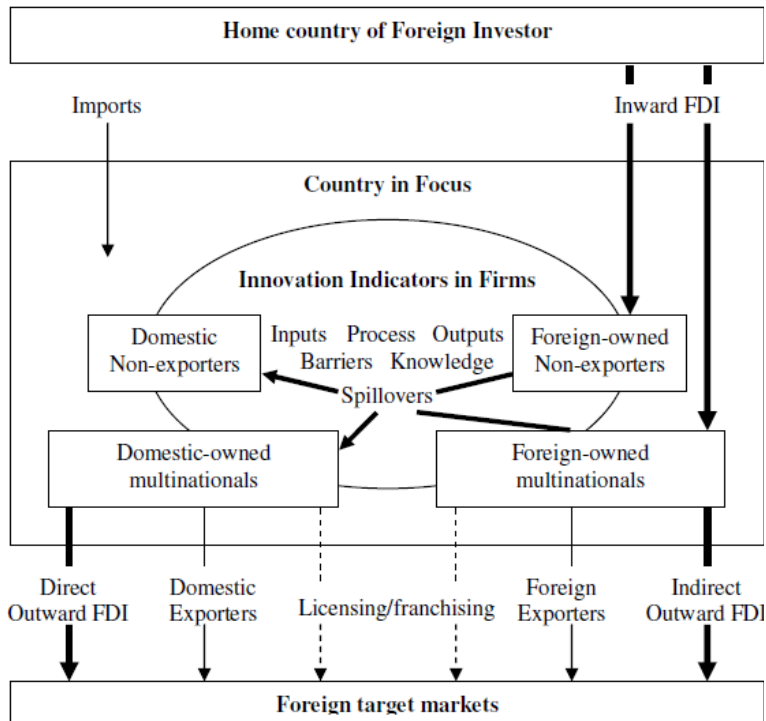 Home country of Foreign Investor
Imports
Inward FDI
Country in Focus
Innovation Indicators in Firms
Domestic
Non-exporters
Inputs Process Outputs
Barriers Knowledge
Spillovers
Foreign-owned
Non-exporters
Domestic-owned
multinationals
Foreign-owned
multinationals
Direct
Outward FDI
Domestic
Exporters
Licensing/franchising
Foreign
Exporters
Indirect
Outward FDI
Foreign target markets